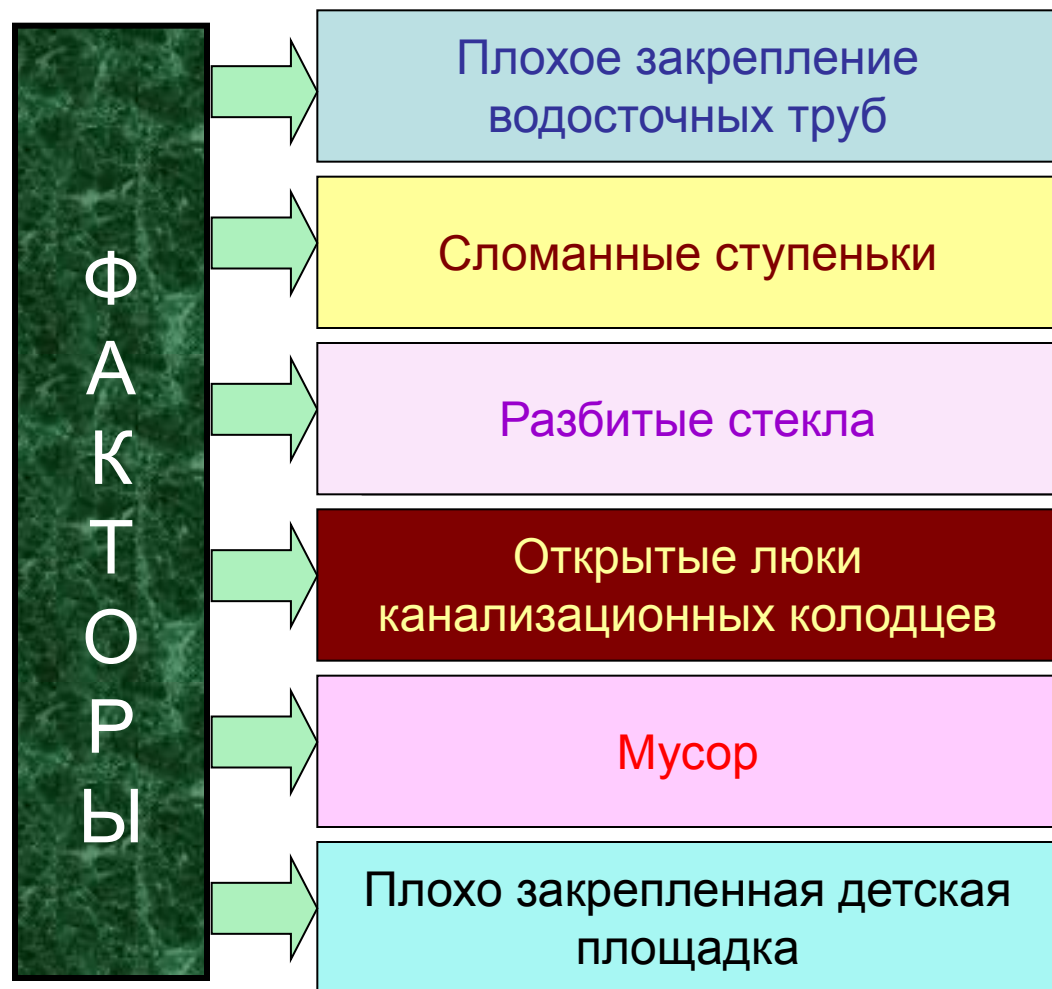 ФАКТОРЫ
Плохое закрепление
водосточных труб
Сломанные ступеньки
Разбитые стекла
Открытые люки
канализационных колодцев
Мусор
Плохо закрепленная детская
площадка